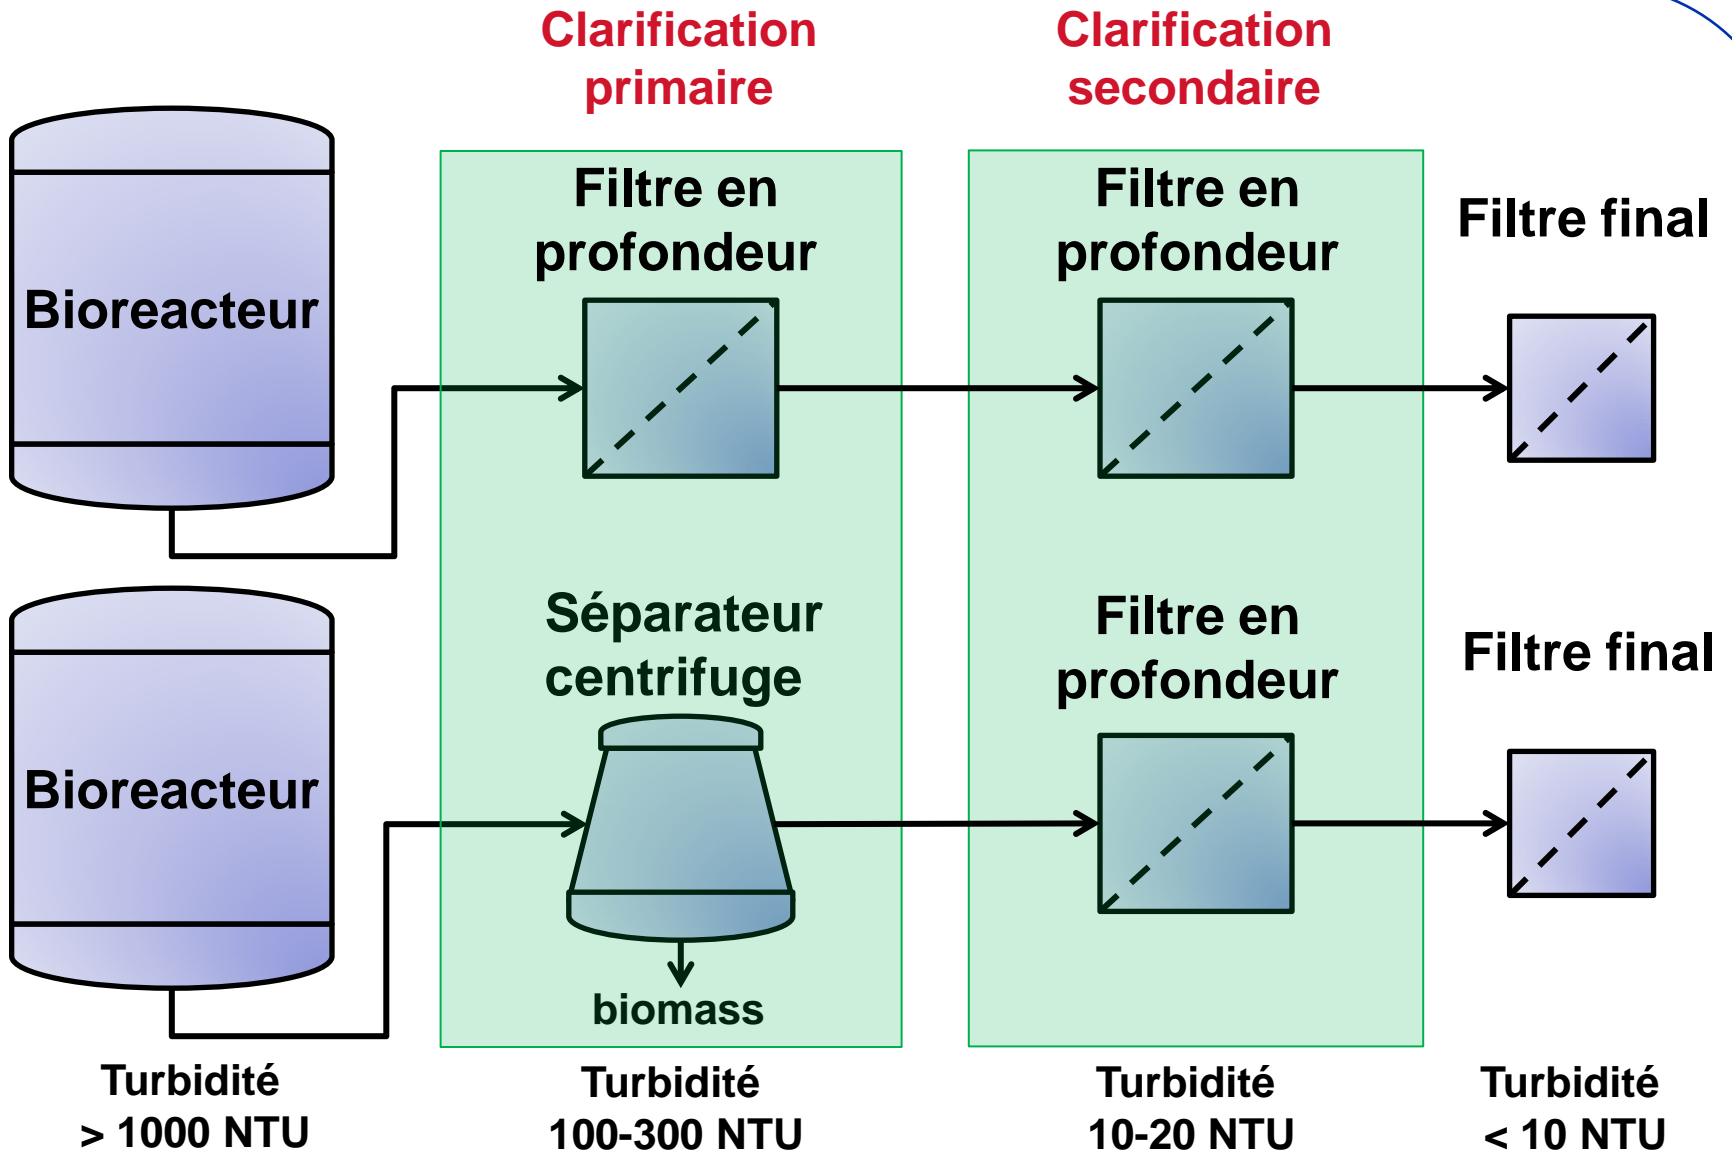 Clarification
primaire
Clarification
secondaire
Filtre en
profondeur
Filtre en
profondeur
Filtre final
Bioreacteur
Séparateur
centrifuge
Filtre en
profondeur
Filtre final
Bioreacteur
biomass
Turbidité
> 1000 NTU
Turbidité
100-300 NTU
Turbidité
10-20 NTU
Turbidité
< 10 NTU